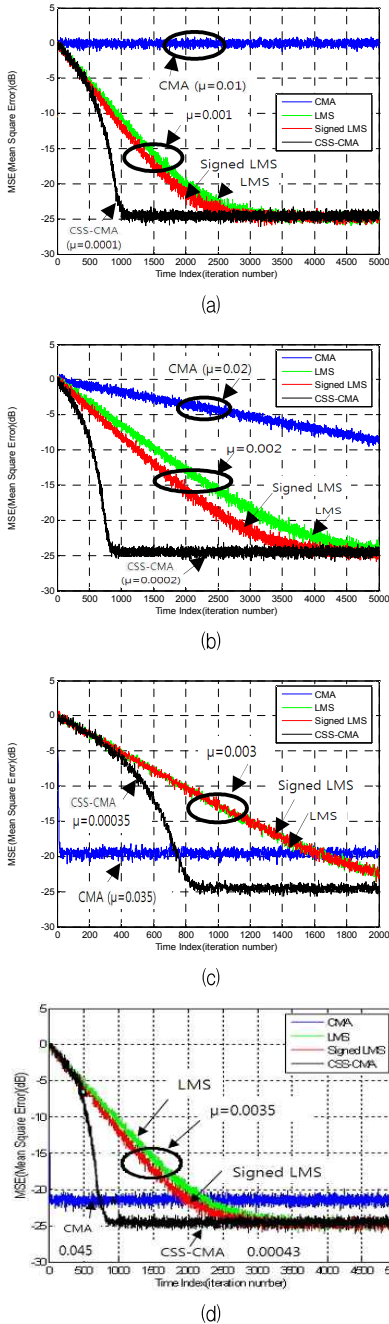 5
0
-5
-10
-15
-20
-25
-30
MSE(Mean Square Error)(dB)
CMA (μ=0.01)
μ=0.001
Signed LMS
LMS
CSS-CMA
(μ=0.0001)
CMA
LMS
Signed LMS
CSS-CMA
0 500 1000 1500 2000 2500 3000 3500 4000 4500 5000
Time Index(iteration number)
(a)
5
0
-5
-10
-15
-20
-25
-30
MSE(Mean Square Error)(dB)
CMA (μ=0.02)
μ=0.002
Signed LMS
LMS
CSS-CMA
(μ=0.0002)
CMA
LMS
Signed LMS
CSS-CMA
0 500 1000 1500 2000 2500 3000 3500 4000 4500 5000
Time Index(iteration number)
(b)
5
0
-5
-10
-15
-20
-25
-30
MSE(Mean Square Error)(dB)
μ=0.003
CSS-CMA
μ=0.00035
Signed LMS
LMS
CMA (μ=0.035)
CMA
LMS
Signed LMS
CSS-CMA
0 200 400 600 800 1000 1200 1400 1600 1800 2000
Time Index(iteration number)
(c)
5
0
-5
-10
-15
-20
-25
-30
MSE(Mean Square Error)(dB)
LMS
μ=0.0035
Signed LMS
CMA
0.045
CSS-CMA 0.00043
CMA
LMS
Signed LMS
CSS-CMA
0 500 1000 1500 2000 2500 3000 3500 4000 4500 5000
Time Index(iteration number)
(d)